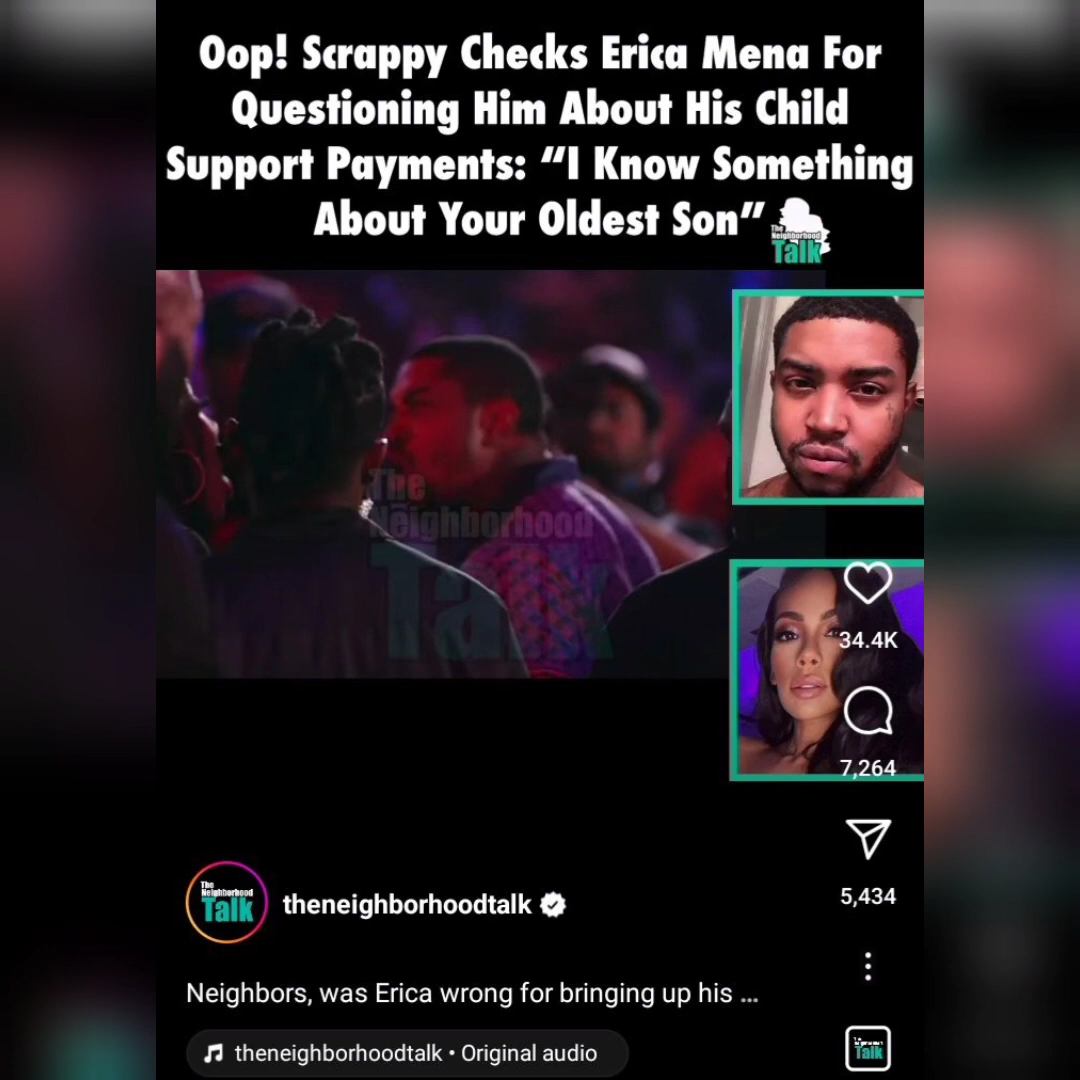 Oop! Scrappy Checks Erica Mena For
Questioning Him About His Child
Support Payments: “I Know Something
About Your Oldest Son”
The
Neighborhood
Talk
The
Neighborhood
Talk
34.4K
7,264
5,434
The
Neighborhood
Talk
theneighborhoodtalk
Neighbors, was Erica wrong for bringing up his ...
theneighborhoodtalk • Original audio
Talk